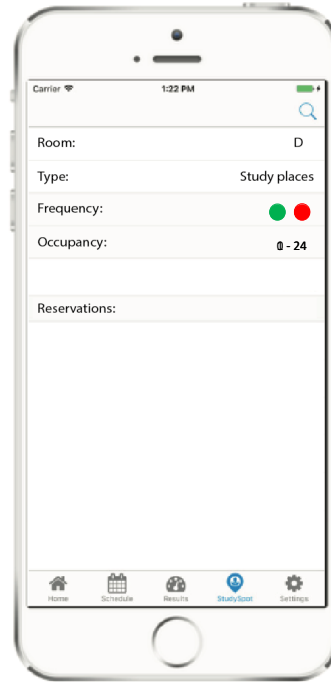 Carrier 1:22 PM
Room: D
Type: Study places
Frequency:
Occupancy: 0 - 24
Reservations:
Home Schedule Results StudySpot Settings